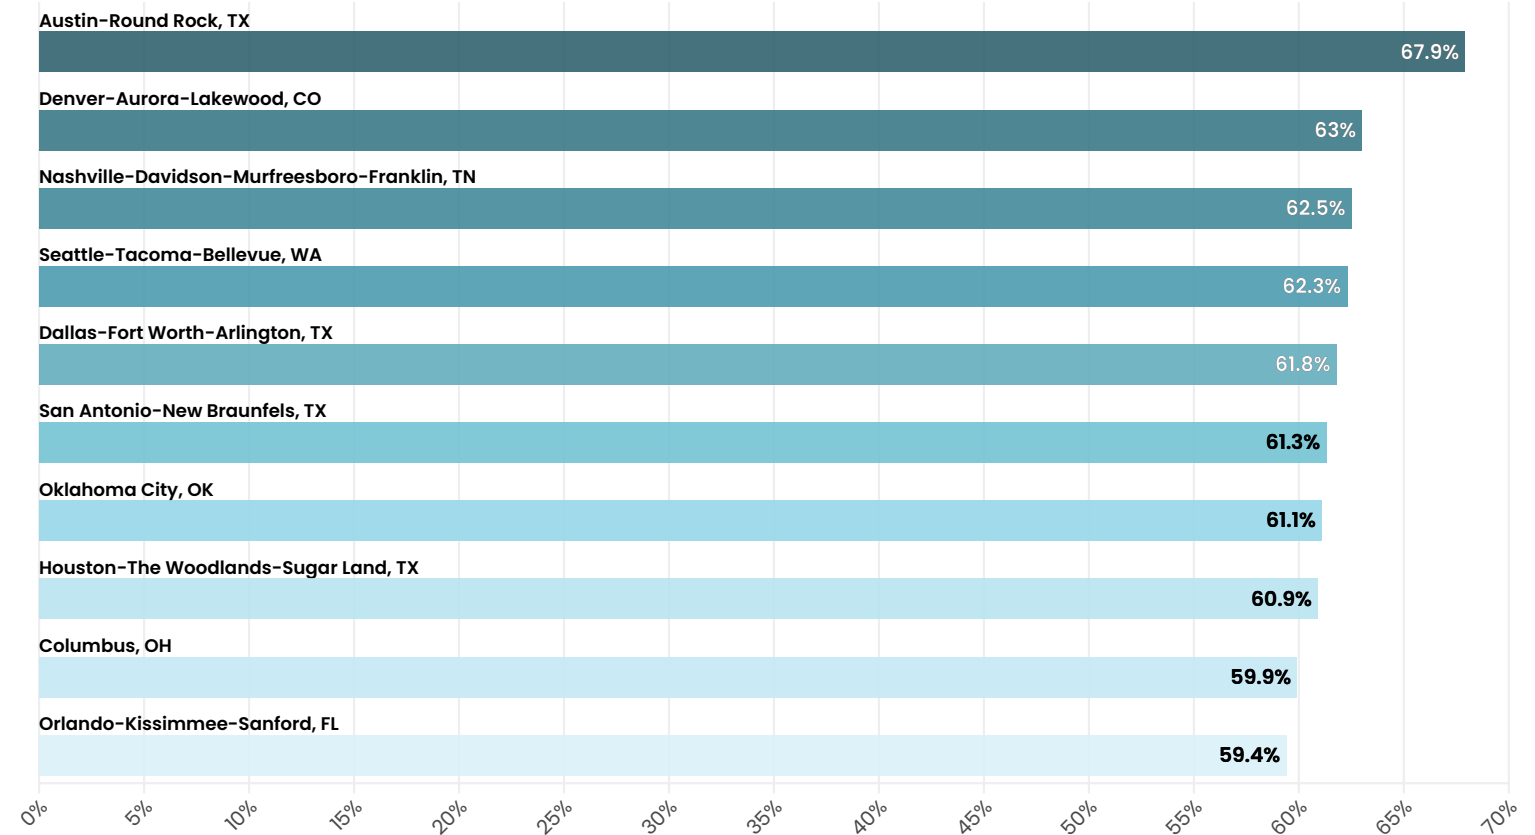 Austin-Round Rock, TX
67.9%
Denver-Aurora-Lakewood, CO
63%
Nashville-Davidson-Murfreesboro-Franklin, TN
62.5%
Seattle-Tacoma-Bellevue, WA
62.3%
Dallas-Fort Worth-Arlington, TX
61.8%
San Antonio-New Braunfels, TX
61.3%
Oklahoma City, OK
61.1%
Houston-The Woodlands-Sugar Land, TX
60.9%
Columbus, OH
59.9%
Orlando-Kissimmee-Sanford, FL
59.4%
0% 5% 10% 15% 20% 25% 30% 35% 40% 45% 50% 55% 60% 65% 70%